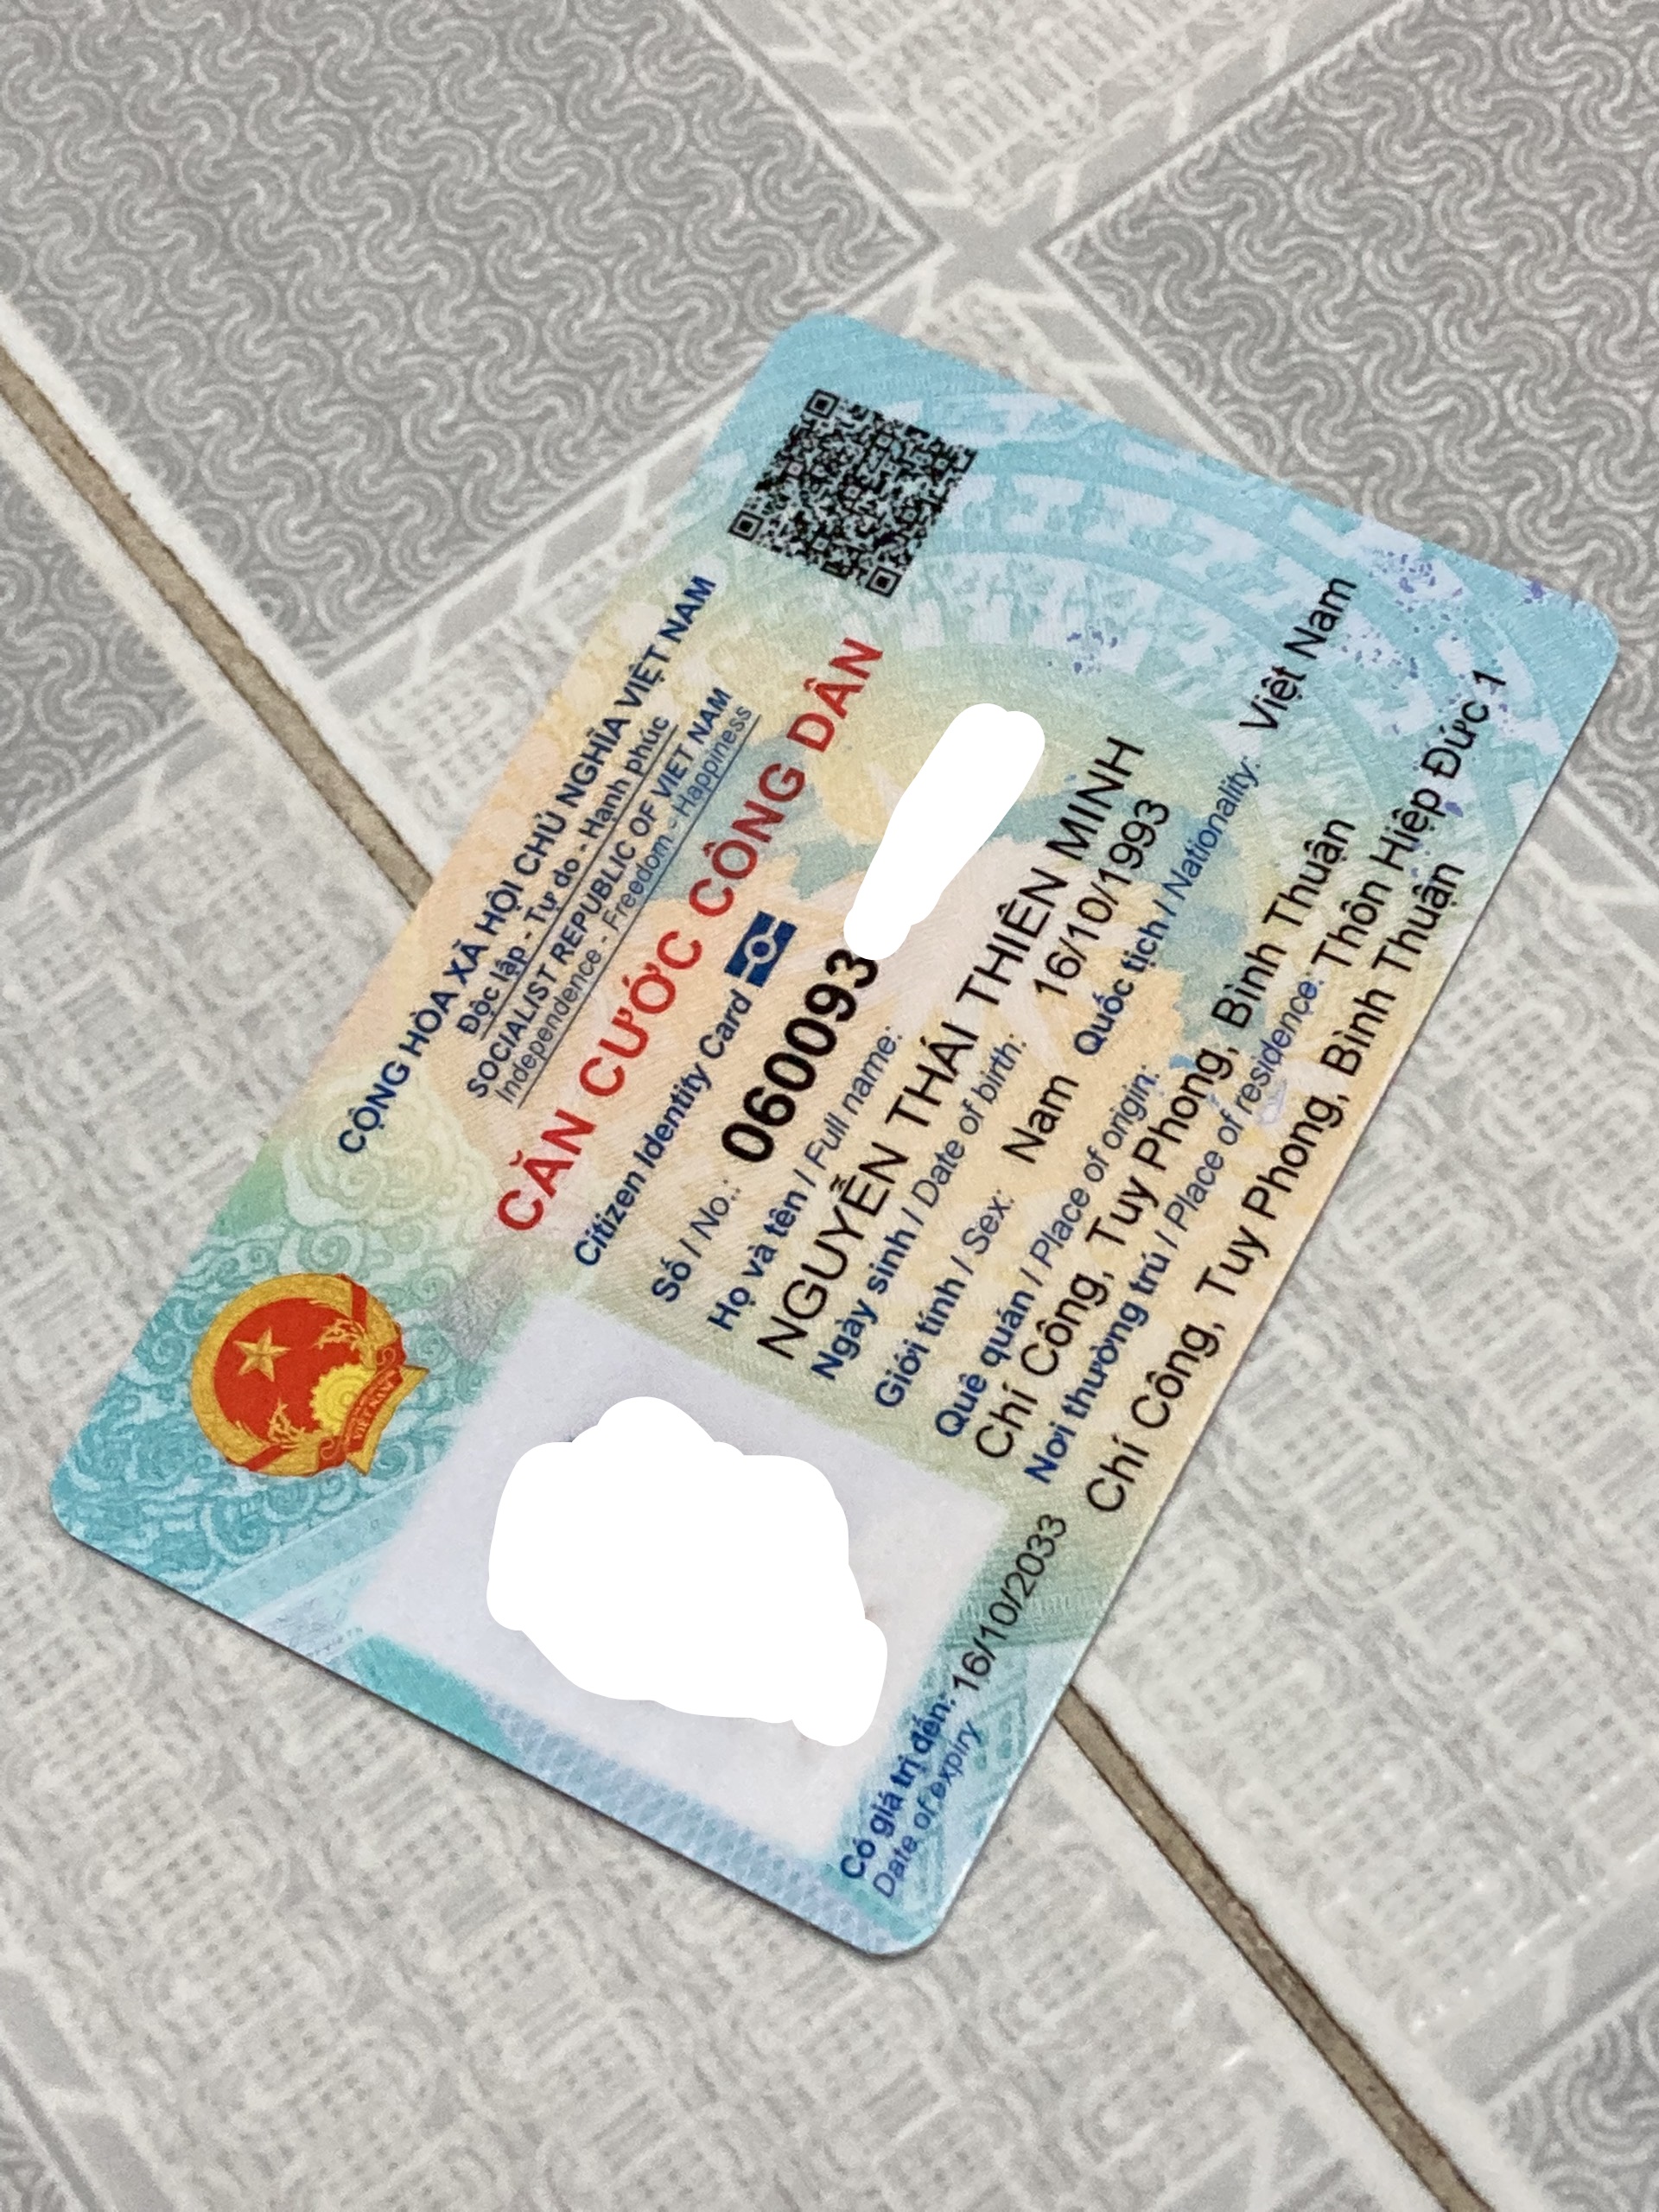 CỘNG HÒA XÃ HỘI CHỦ NGHĨA VIỆT NAM
Độc lập - Tự do - Hạnh phúc
SOCIALIST REPUBLIC OF VIET NAM
Independence - Freedom - Happiness
CĂN CƯỚC CÔNG DÂN
Citizen Identity Card
Số / No.: 060093
Họ và tên / Full name:
NGUYỄN THÁI THIÊN MINH
Ngày sinh / Date of birth: 16/10/1993
Giới tính / Sex: Nam Quốc tịch / Nationality: Việt Nam
Quê quán / Place of origin:
Chí Công, Tuy Phong, Bình Thuận
Nơi thường trú / Place of residence: Thôn Hiệp Đức 1
Chí Công, Tuy Phong, Bình Thuận
Có giá trị đến: 16/10/2033
Date of expiry
VIỆT NAM